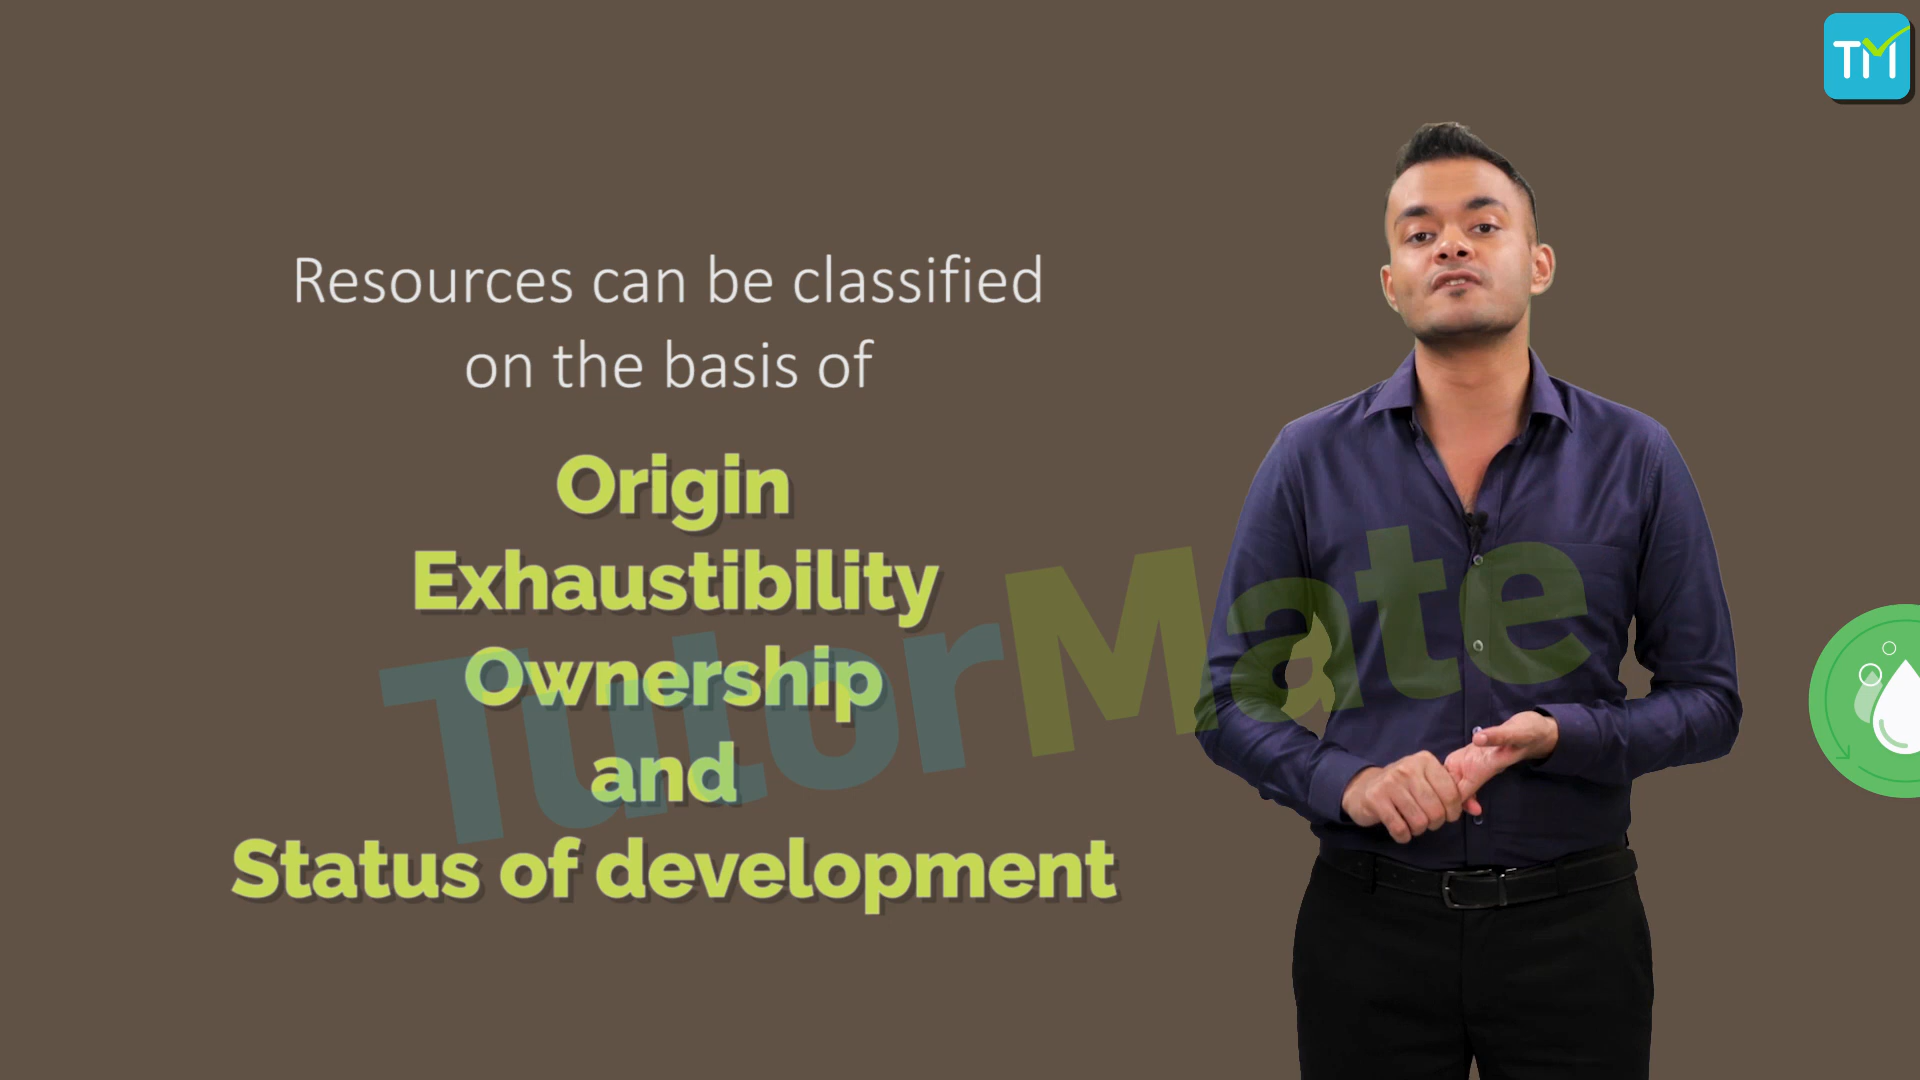 TM
Resources can be classified
on the basis of
Origin
Exhaustibility
Ownership
and
Status of development
TutorMate